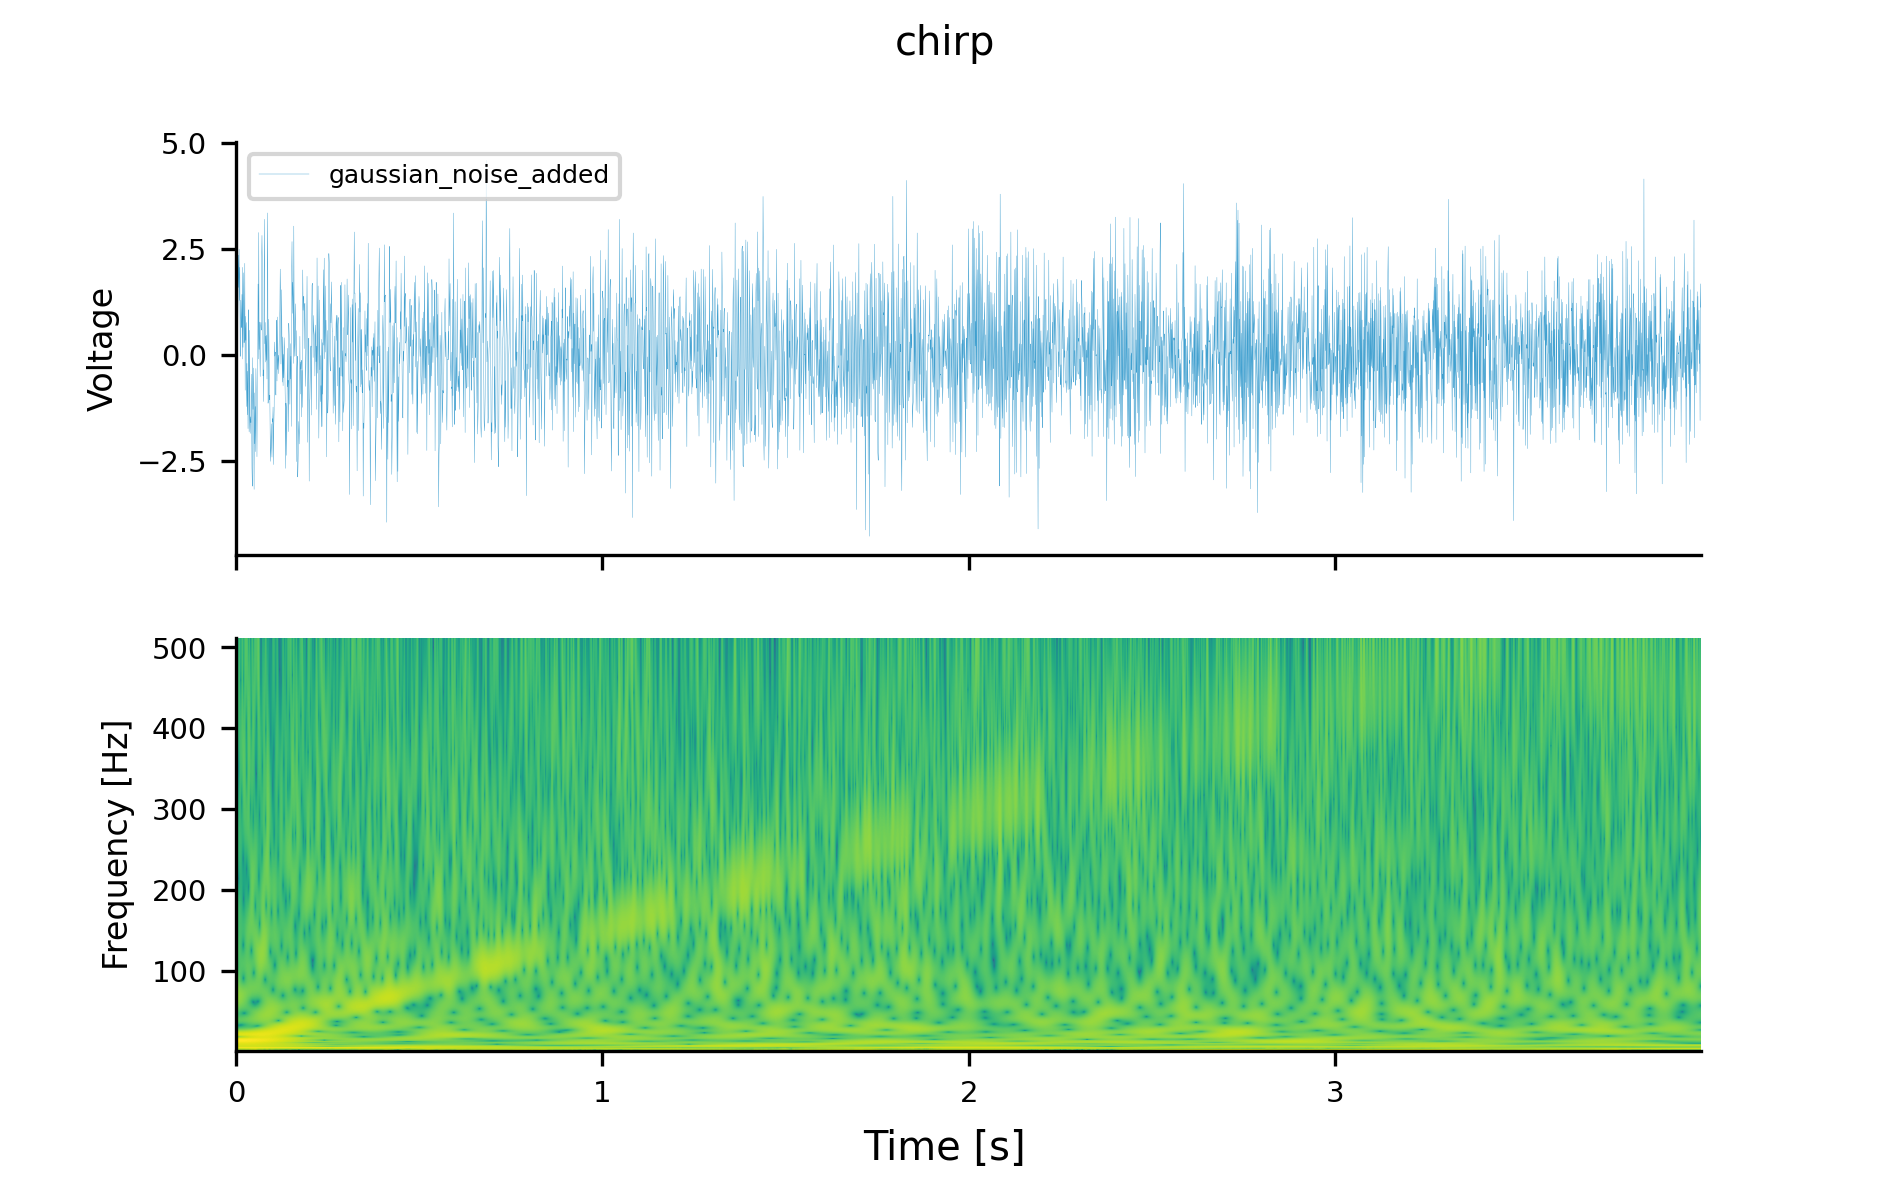 chirp
5.0
gaussian_noise_added
2.5
0.0
−2.5
Voltage
500
400
300
200
100
Frequency [Hz]
0 1 2 3
Time [s]